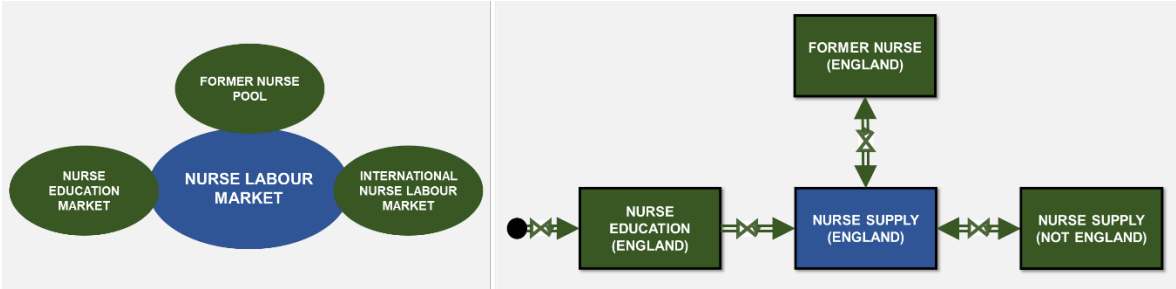 FORMER NURSE
POOL
NURSE
EDUCATION
MARKET
NURSE LABOUR
MARKET
INTERNATIONAL
NURSE LABOUR
MARKET
FORMER NURSE
(ENGLAND)
NURSE
EDUCATION
(ENGLAND)
NURSE SUPPLY
(ENGLAND)
NURSE SUPPLY
(NOT ENGLAND)